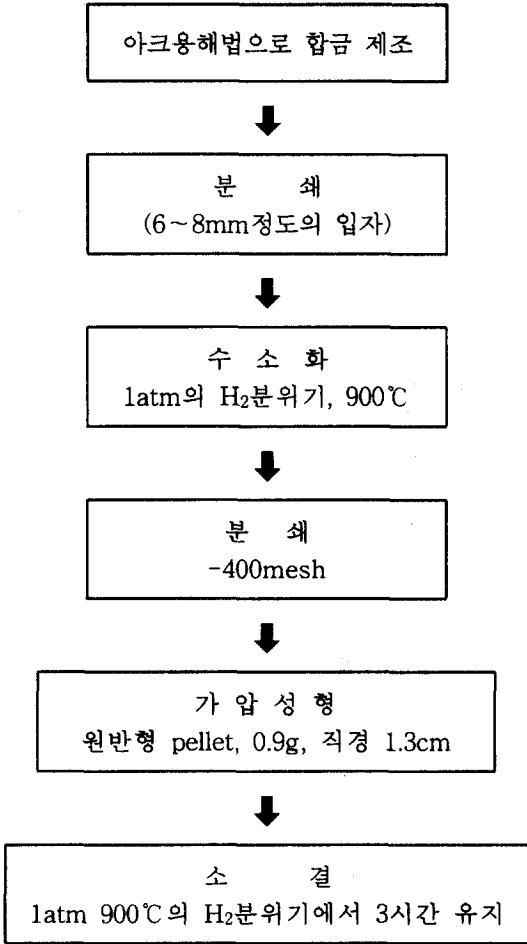 아크용해법으로 합금 제조
분 쇄
(6~8mm정도의 입자)
수 소 화
1atm의 H₂분위기, 900℃
분 쇄
-400mesh
가 압 성 형
원반형 pellet, 0.9g, 직경 1.3cm
소 결
1atm 900℃의 H₂분위기에서 3시간 유지